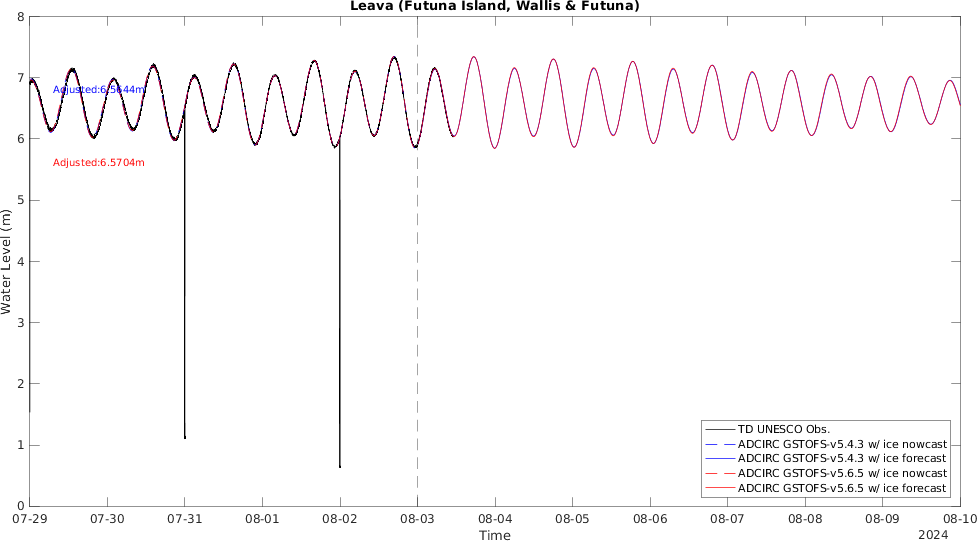 Leava (Futuna Island, Wallis & Futuna)
8
7
6
5
4
3
2
1
0
Water Level (m)
Adjusted:6.5644m
Adjusted:6.5704m
TD UNESCO Obs.
ADCIRC GSTOFS-v5.4.3 w/ ice nowcast
ADCIRC GSTOFS-v5.4.3 w/ ice forecast
ADCIRC GSTOFS-v5.6.5 w/ ice nowcast
ADCIRC GSTOFS-v5.6.5 w/ ice forecast
07-29 07-30 07-31 08-01 08-02 08-03 08-04 08-05 08-06 08-07 08-08 08-09 08-10
Time
2024